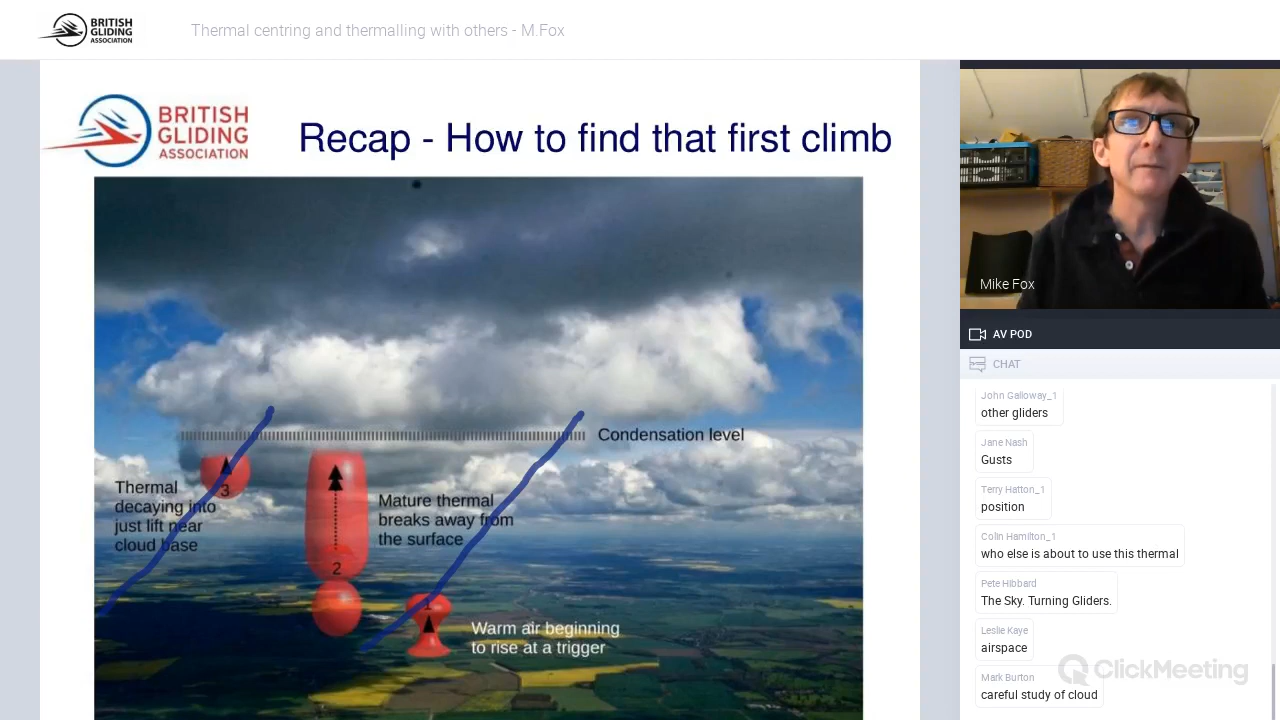 BRITISH
GLIDING
ASSOCIATION
Thermal centring and thermalling with others - M.Fox
BRITISH
GLIDING
ASSOCIATION
Recap - How to find that first climb
Condensation level
3
Thermal
decaying into
just lift near
cloud base
Mature thermal
breaks away from
the surface
2
1
Warm air beginning
to rise at a trigger
Mike Fox
AV POD
CHAT
John Galloway_1
other gliders
Jane Nash
Gusts
Terry Hatton_1
position
Colin Hamilton_1
who else is about to use this thermal
Pete Hibbard
The Sky. Turning Gliders.
Leslie Kaye
airspace
Mark Burton
careful study of cloud
ClickMeeting